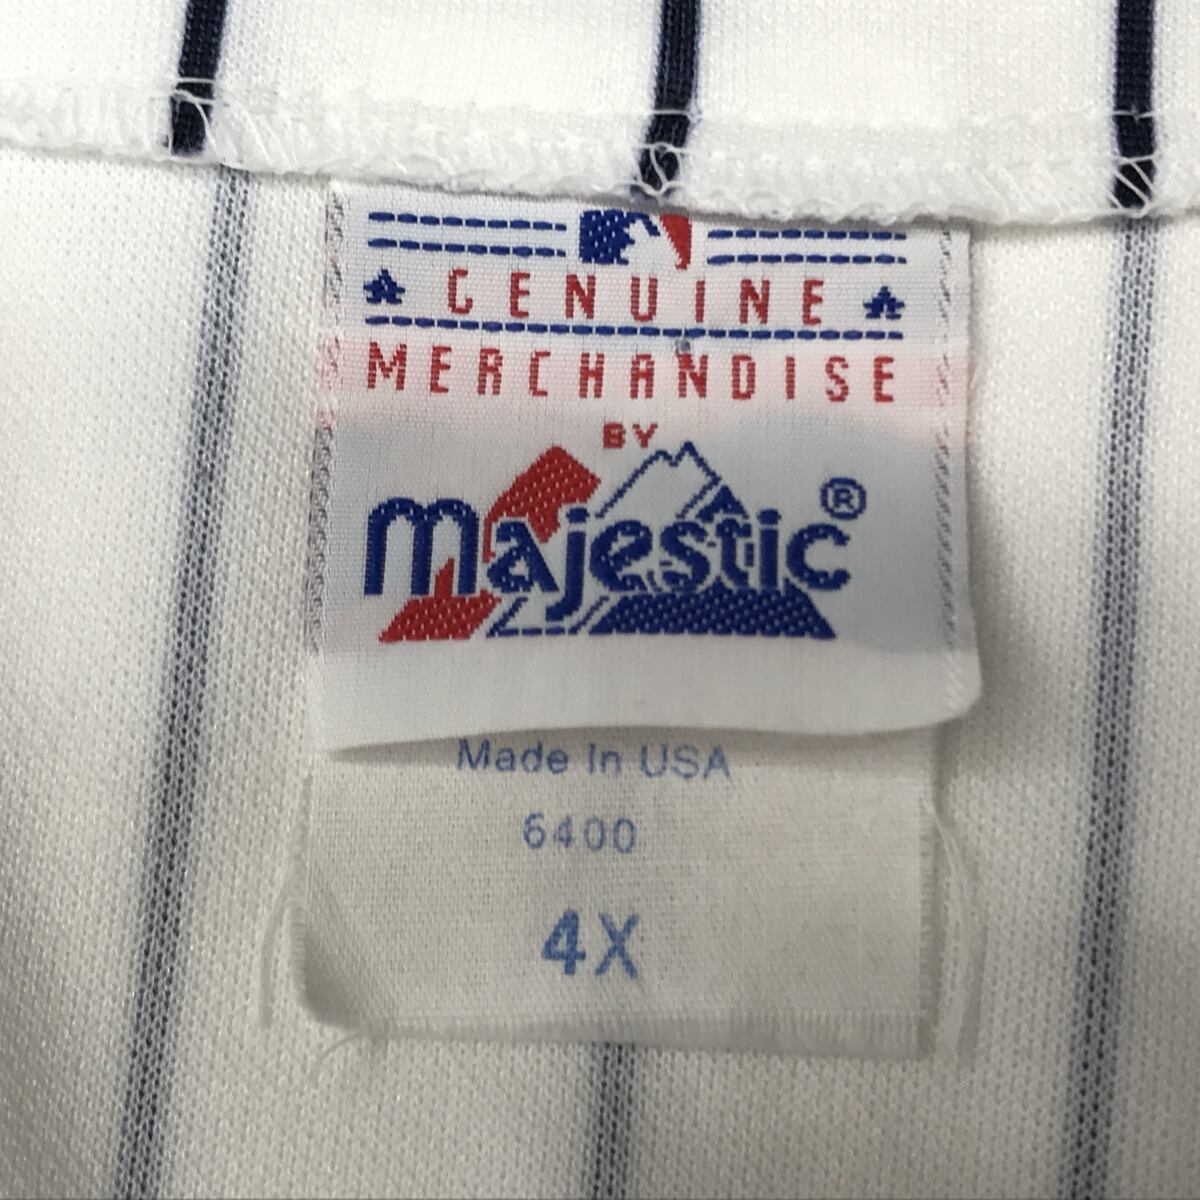 GENUINE
MERCHANDISE
BY
majestic®
Made In USA
6400
4X